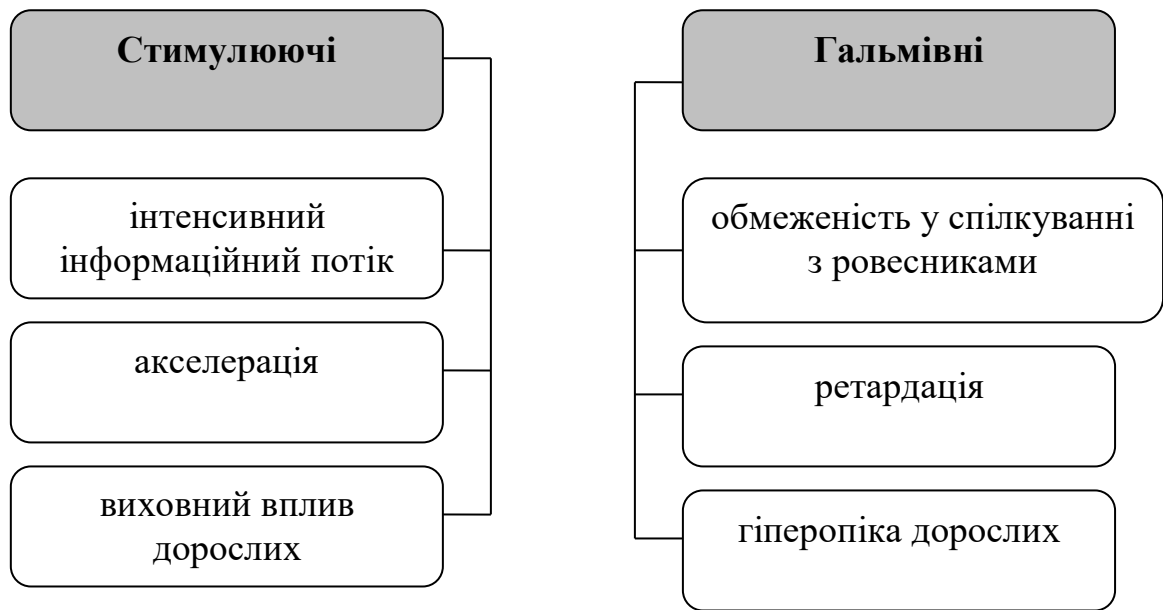 Стимулюючі
інтенсивний
інформаційний потік
акселерація
виховний вплив
дорослих
Гальмівні
обмеженість у спілкуванні
з ровесниками
ретардація
гіперопіка дорослих